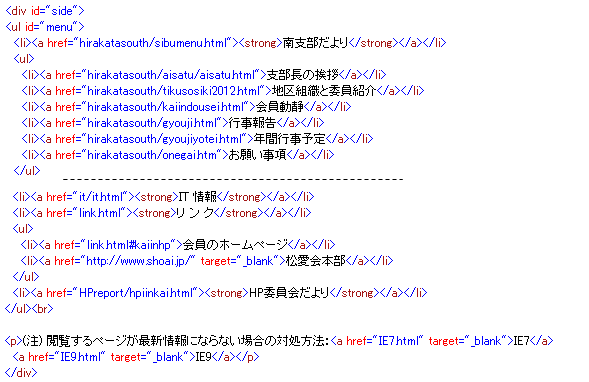 <div id="side">
<ul id="menu">
<li><a href="hirakatasouth/sibumenu.html"><strong>南支部だより</strong></a></li>
<ul>
<li><a href="hirakatasouth/aisatu/aisatu.html">支部長の挨拶</a></li>
<li><a href="hirakatasouth/tikusosiki2012.html">地区組織と委員紹介</a></li>
<li><a href="hirakatasouth/kaiindousei.html">会員動静</a></li>
<li><a href="hirakatasouth/gyouji.html">行事報告</a></li>
<li><a href="hirakatasouth/gyoujiyotei.html">年間行事予定</a></li>
<li><a href="hirakatasouth/onegai.htm">お願い事項</a></li>
</ul>
<li><a href="it/it.html"><strong>IT 情報</strong></a></li>
<li><a href="link.html"><strong>リ ン ク</strong></a></li>
<ul>
<li><a href="link.html#kaiinhp">会員のホームページ</a></li>
<li><a href="http://www.shoai.jp/" target="_blank">松愛会本部</a></li>
</ul>
<li><a href="HPreport/hpiinkai.html"><strong>HP委員会だより</strong></a></li>
</ul><br>
<p>(注) 閲覧するページが最新情報にならない場合の対処方法：<a href="IE7.html" target="_blank">IE7</a>
<a href="IE9.html" target="_blank">IE9</a></p>
</div>